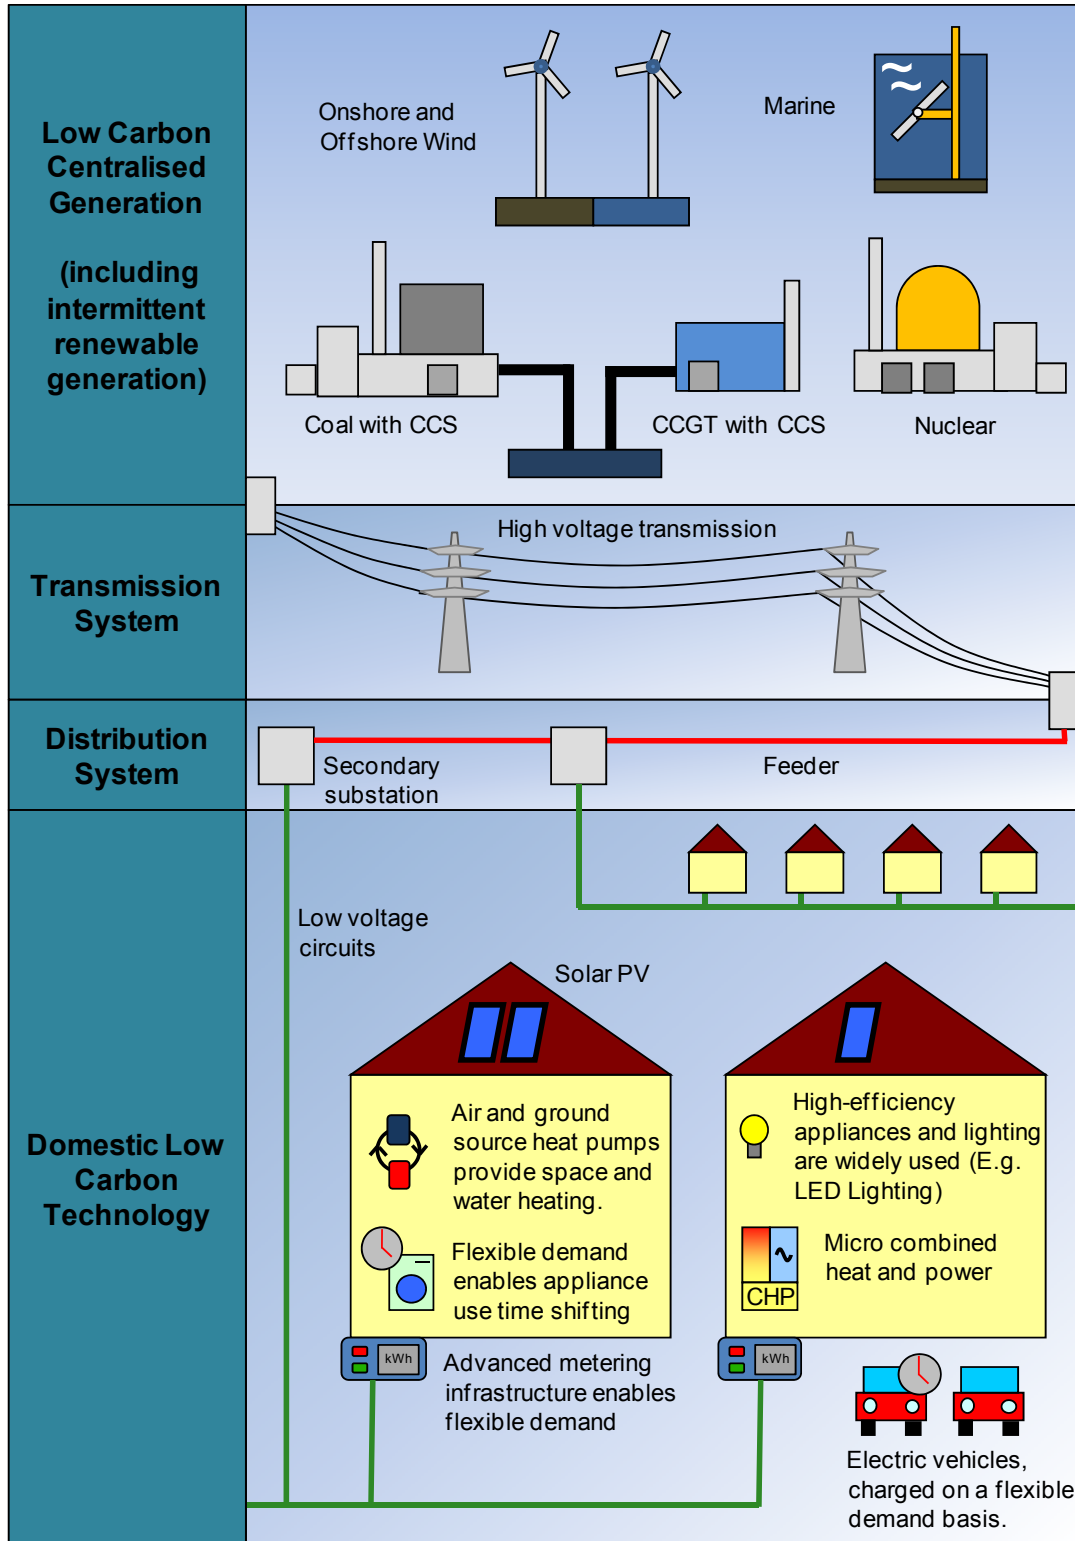 Low Carbon
Centralised
Generation
(including
intermittent
renewable
generation)
Onshore and
Offshore Wind
Marine
Coal with CCS
CCGT with CCS
Nuclear
Transmission
System
High voltage transmission
Distribution
System
Secondary
substation
Feeder
Domestic Low
Carbon
Technology
Low voltage
circuits
Solar PV
Air and ground
source heat pumps
provide space and
water heating.
Flexible demand
enables appliance
use time shifting
kWh
Advanced metering
infrastructure enables
flexible demand
High-efficiency
appliances and lighting
are widely used (E.g.
LED Lighting)
Micro combined
heat and power
CHP
kWh
Electric vehicles,
charged on a flexible
demand basis.